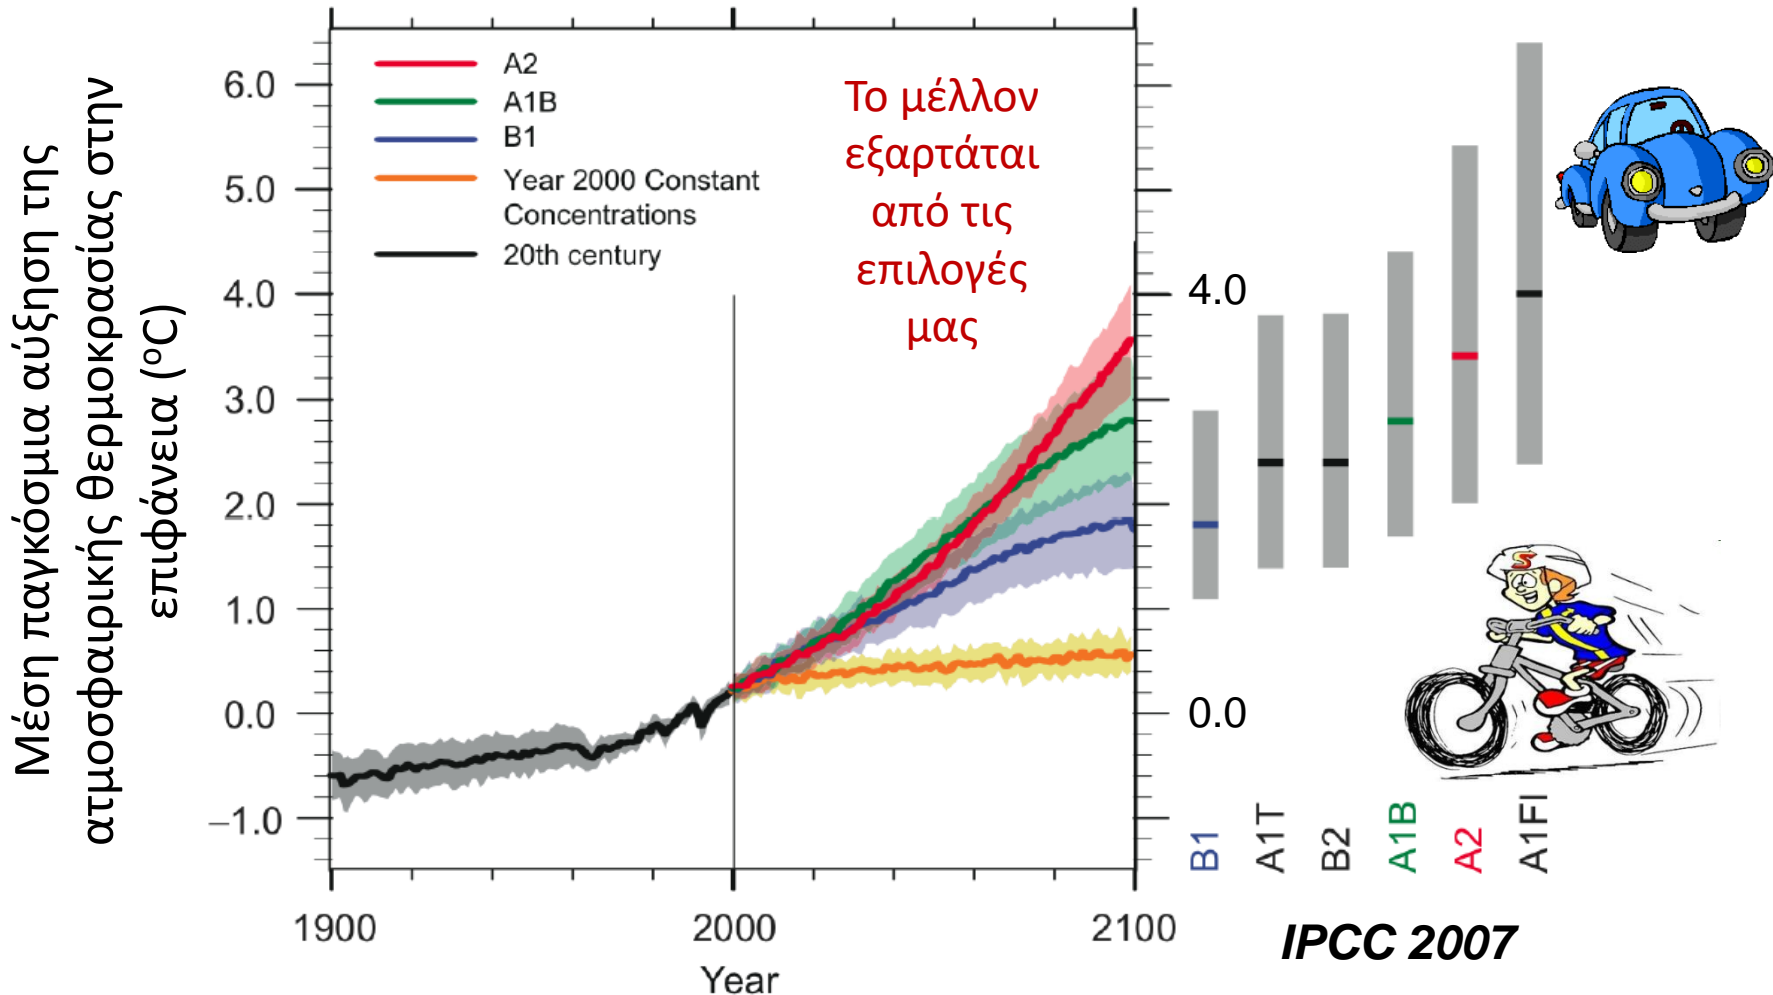 Μέση παγκόσμια αύξηση της
ατμοσφαιρικής θερμοκρασίας στην
επιφάνεια (οC)
6.0
5.0
4.0
3.0
2.0
1.0
0.0
–1.0
A2
A1B
B1
Year 2000 Constant
Concentrations
20th century
Το μέλλον
εξαρτάται
από τις
επιλογές
μας
1900
2000
2100
Year
4.0
0.0
B1
A1T
B2
A1B
A2
A1FI
S
IPCC 2007